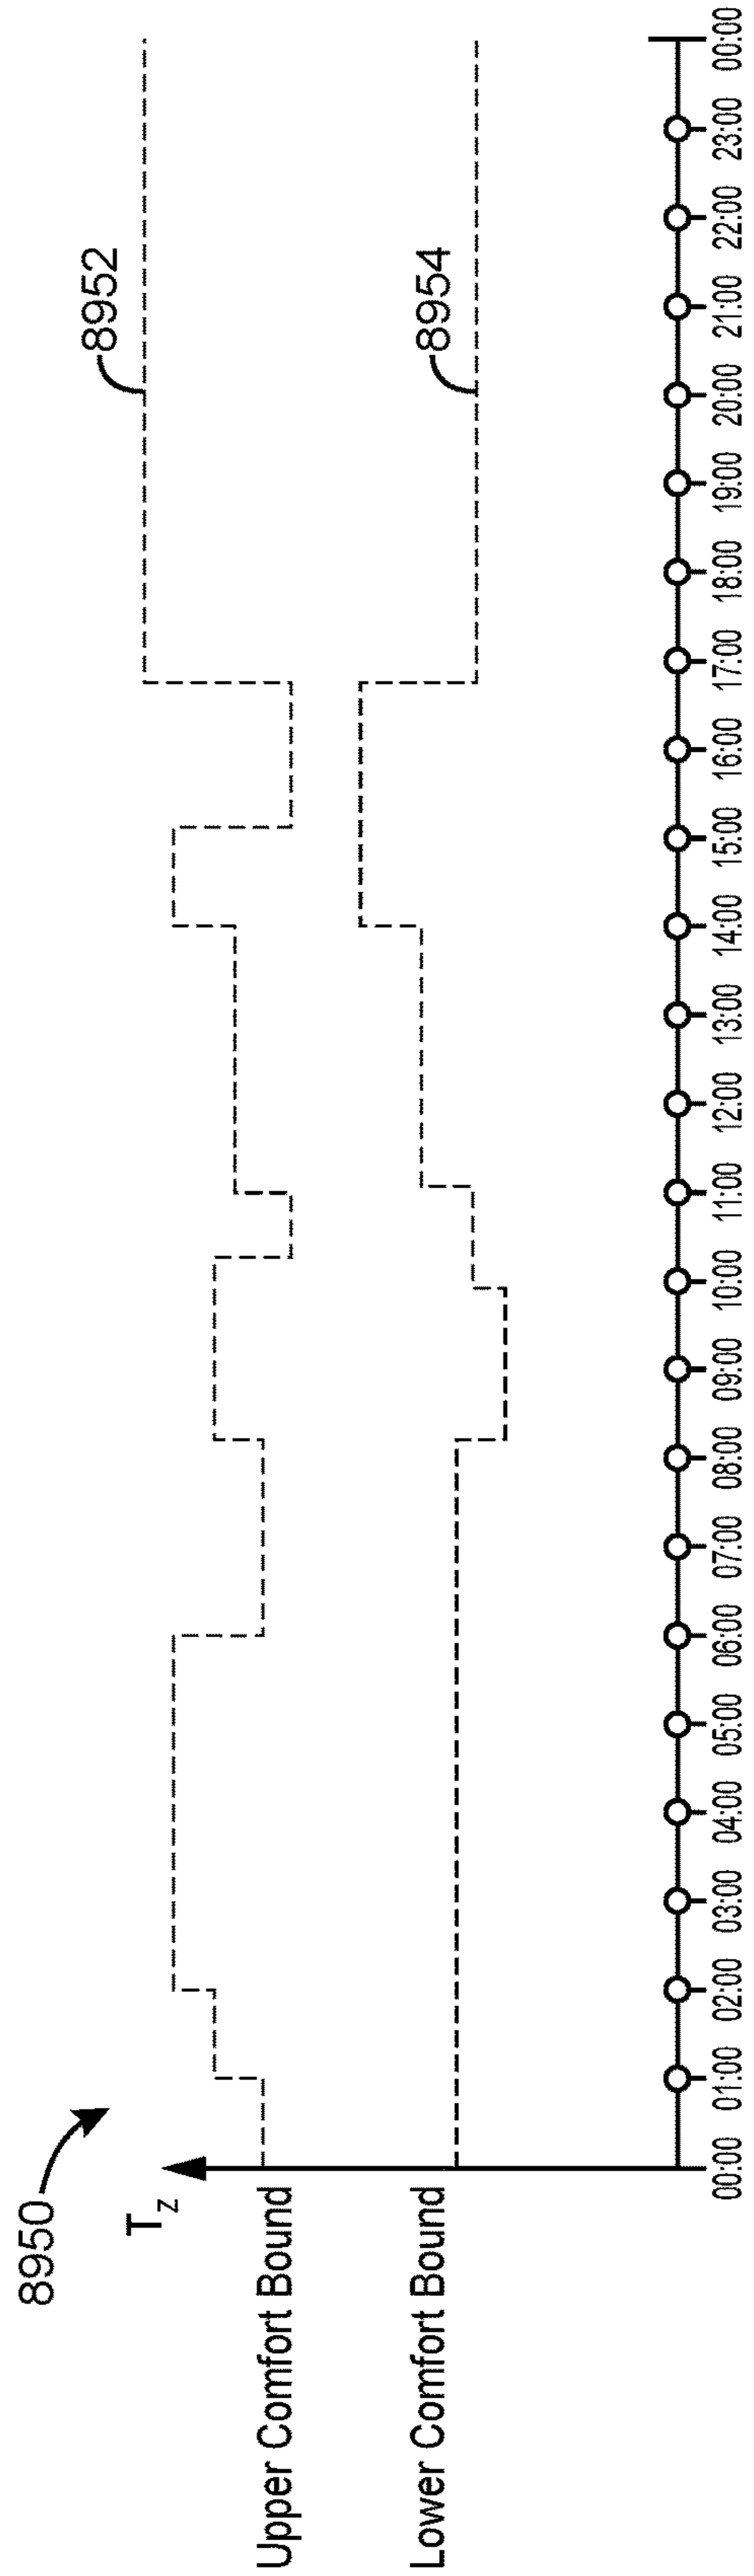 8950
T_Z
Upper Comfort Bound
Lower Comfort Bound
8952
8954
00:00 01:00 02:00 03:00 04:00 05:00 06:00 07:00 08:00 09:00 10:00 11:00 12:00 13:00 14:00 15:00 16:00 17:00 18:00 19:00 20:00 21:00 22:00 23:00 00:00